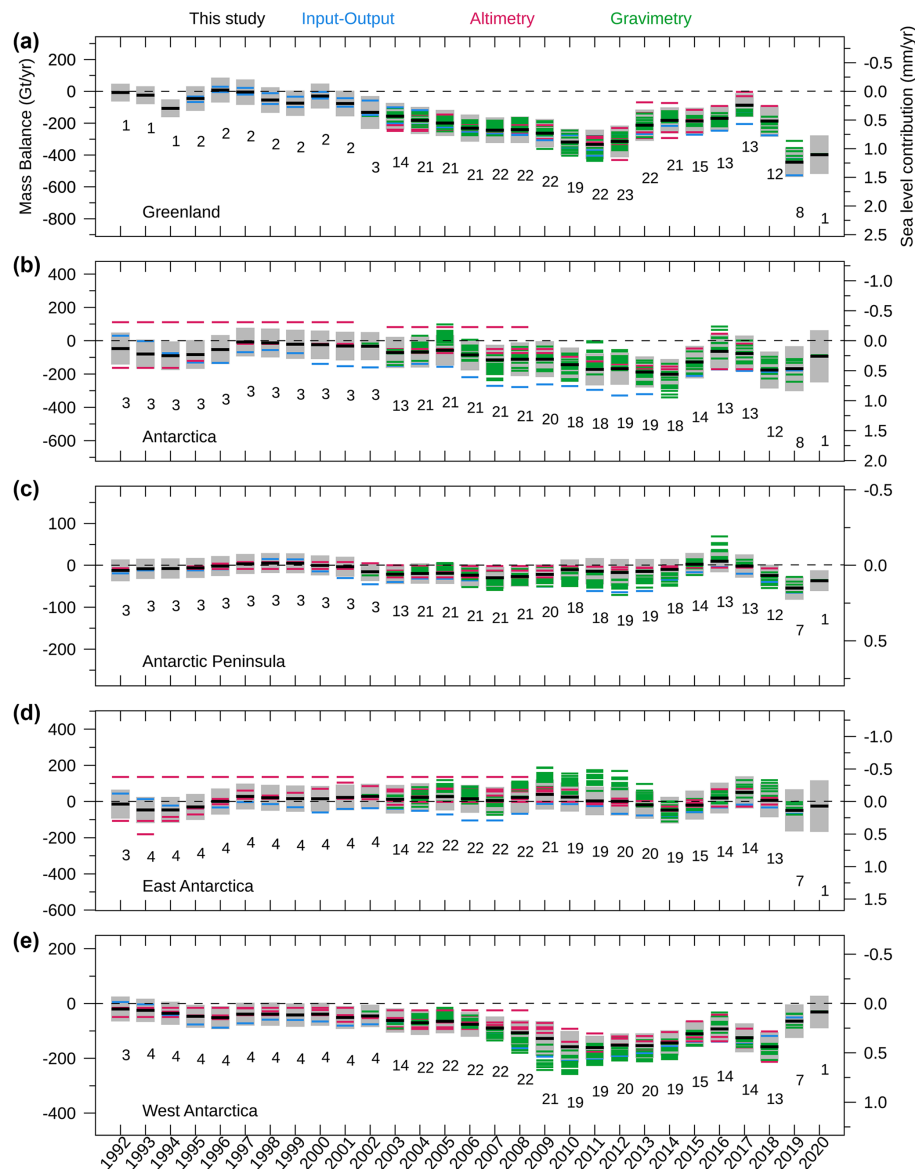 This study Input-Output Altimetry Gravimetry
(a)
Mass Balance (Gt/yr)
Sea level contribution (mm/yr)
200
0
-200
-400
-600
-800
-0.5
0.0
0.5
1.0
1.5
2.0
2.5
1 1 1 2 2 2 2 2 2 2 3 14 21 21 21 22 22 22 19 22 23 22 21 15 13 13 12 8 1
Greenland
(b)
400
200
0
-200
-400
-600
-1.0
-0.5
0.0
0.5
1.0
1.5
2.0
3 3 3 3 3 3 3 3 3 3 3 13 21 21 21 21 21 20 18 18 19 19 18 14 13 13 12 8 1
Antarctica
(c)
100
0
-100
-200
-0.5
0.0
0.5
3 3 3 3 3 3 3 3 3 3 3 13 21 21 21 21 21 20 18 18 19 19 18 14 13 13 12 7 1
Antarctic Peninsula
(d)
400
200
0
-200
-400
-600
-1.0
-0.5
0.0
0.5
1.0
1.5
3 4 4 4 4 4 4 4 4 4 4 14 22 22 22 22 22 21 19 19 20 20 19 15 14 14 13 7 1
East Antarctica
(e)
200
0
-200
-400
-0.5
0.0
0.5
1.0
3 4 4 4 4 4 4 4 4 4 4 14 22 22 22 22 22 21 19 19 20 20 19 15 14 14 13 7 1
West Antarctica
1992 1993 1994 1995 1996 1997 1998 1999 2000 2001 2002 2003 2004 2005 2006 2007 2008 2009 2010 2011 2012 2013 2014 2015 2016 2017 2018 2019 2020